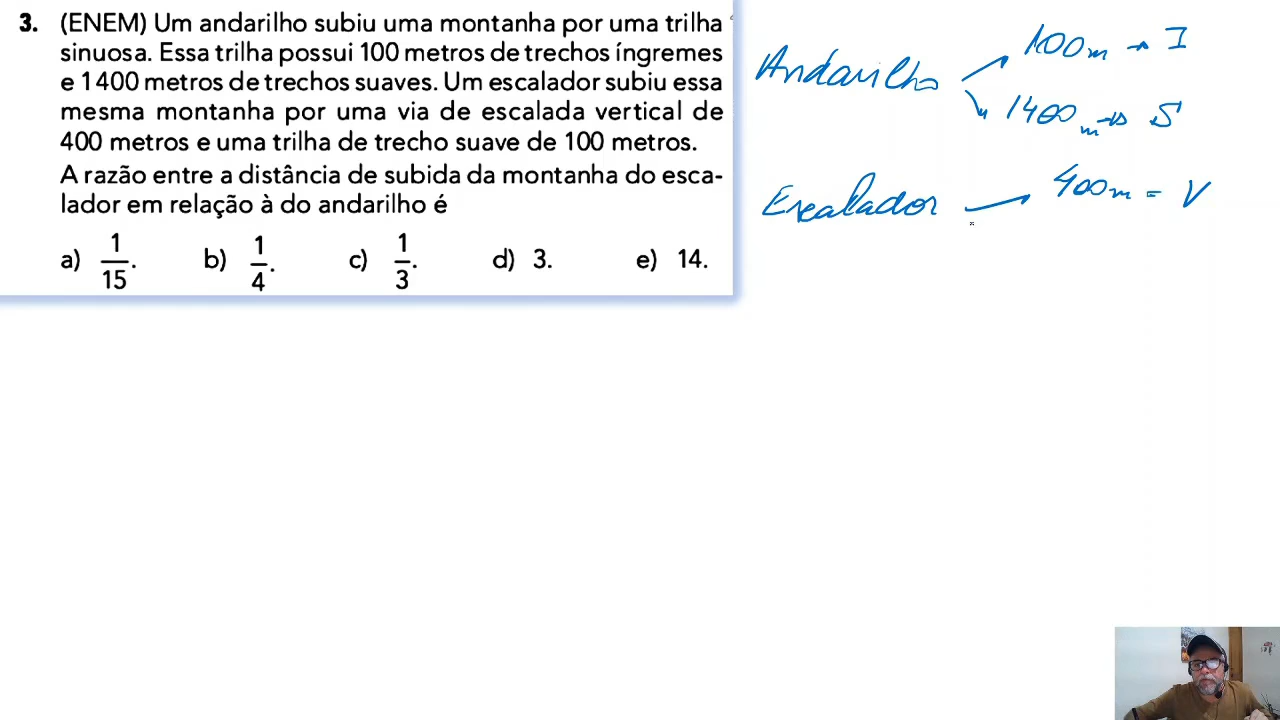 3. (ENEM) Um andarilho subiu uma montanha por uma trilha
sinuosa. Essa trilha possui 100 metros de trechos íngremes
e 1400 metros de trechos suaves. Um escalador subiu essa
mesma montanha por uma via de escalada vertical de
400 metros e uma trilha de trecho suave de 100 metros.
A razão entre a distância de subida da montanha do esca-
lador em relação à do andarilho é
a) 1/15. b) 1/4. c) 1/3. d) 3. e) 14.
Andarilho
100m → I
1400m → S
Escalador → 400m = V